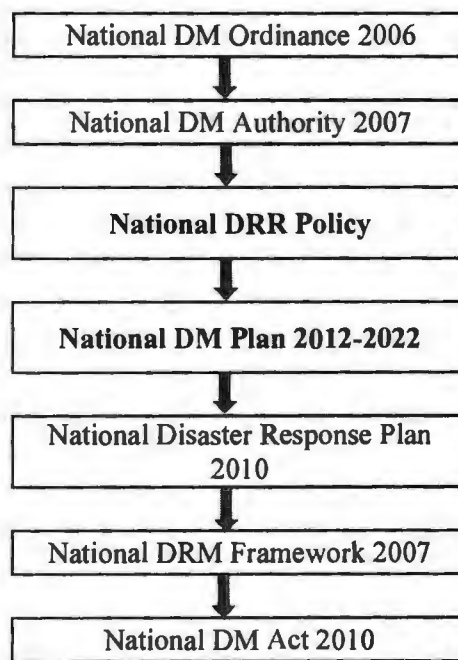 National DM Ordinance 2006
National DM Authority 2007
National DRR Policy
National DM Plan 2012-2022
National Disaster Response Plan
2010
National DRM Framework 2007
National DM Act 2010